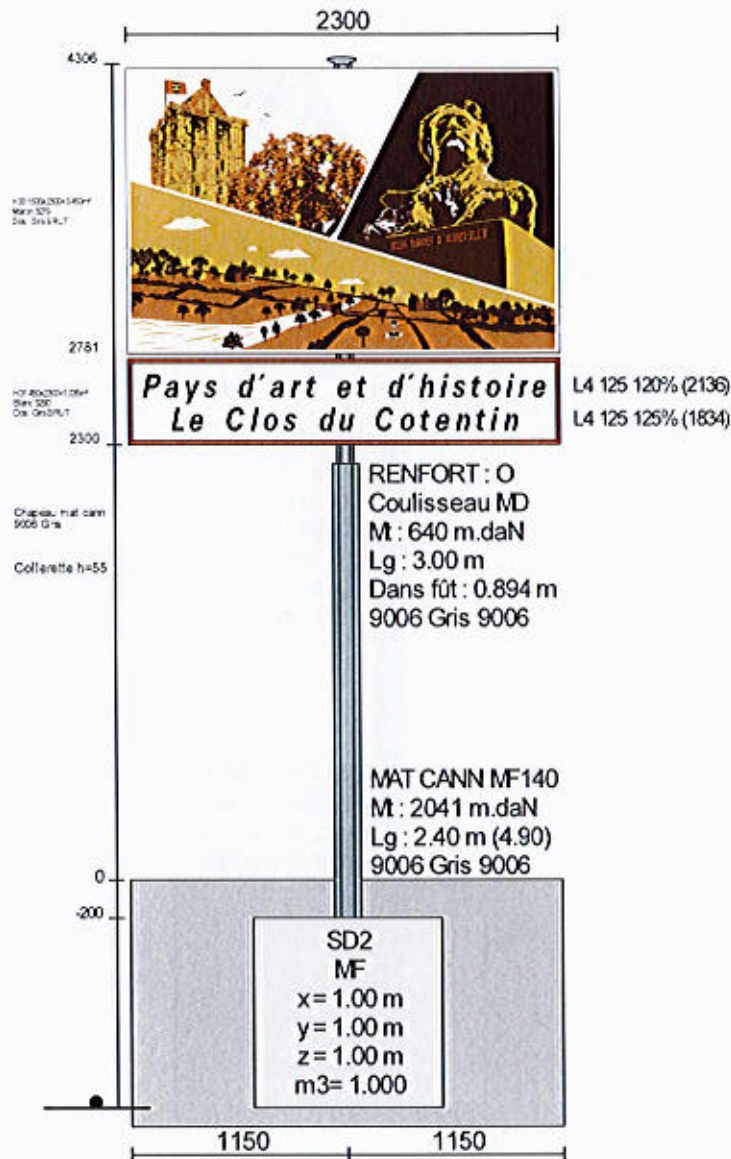 2300
4306
2781
Pays d'art et d'histoire
Le Clos du Cotentin
L4 125 120% (2136)
L4 125 125% (1834)
2300
RENFORT : O
Coulisseau MD
Mt : 640 m.daN
Lg : 3.00 m
Dans fût : 0.894 m
9006 Gris 9006
Chapeau mat cann
9006 Gris
Collerette h=55
MAT CANN MF140
Mt : 2041 m.daN
Lg : 2.40 m (4.90)
9006 Gris 9006
0
-200
SD2
MF
x= 1.00 m
y= 1.00 m
z= 1.00 m
m3= 1.000
1150
1150